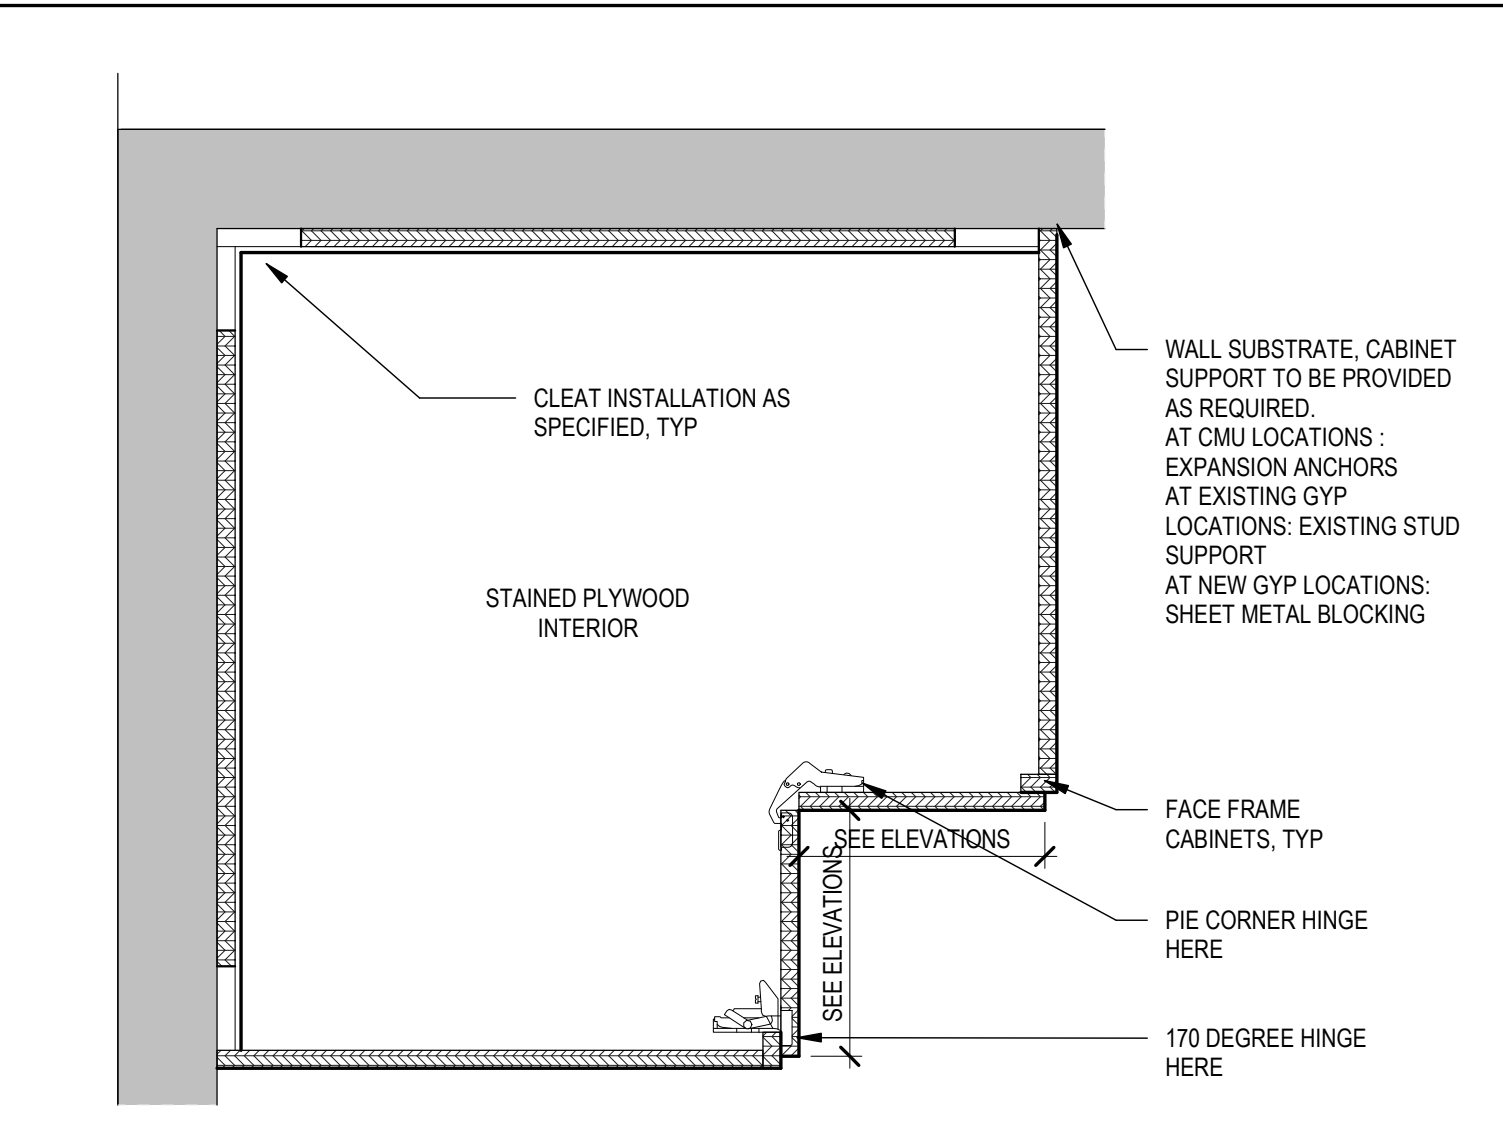 WALL SUBSTRATE, CABINET
SUPPORT TO BE PROVIDED
AS REQUIRED.
AT CMU LOCATIONS :
EXPANSION ANCHORS
AT EXISTING GYP
LOCATIONS: EXISTING STUD
SUPPORT
AT NEW GYP LOCATIONS:
SHEET METAL BLOCKING
CLEAT INSTALLATION AS
SPECIFIED, TYP
STAINED PLYWOOD
INTERIOR
FACE FRAME
CABINETS, TYP
SEE ELEVATIONS
SEE ELEVATIONS
PIE CORNER HINGE
HERE
170 DEGREE HINGE
HERE